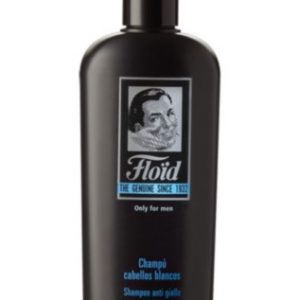 Floïd
THE GENUINE SINCE 1932
Only for men
Champú
cabellos blancos
Shampoo anti giallo